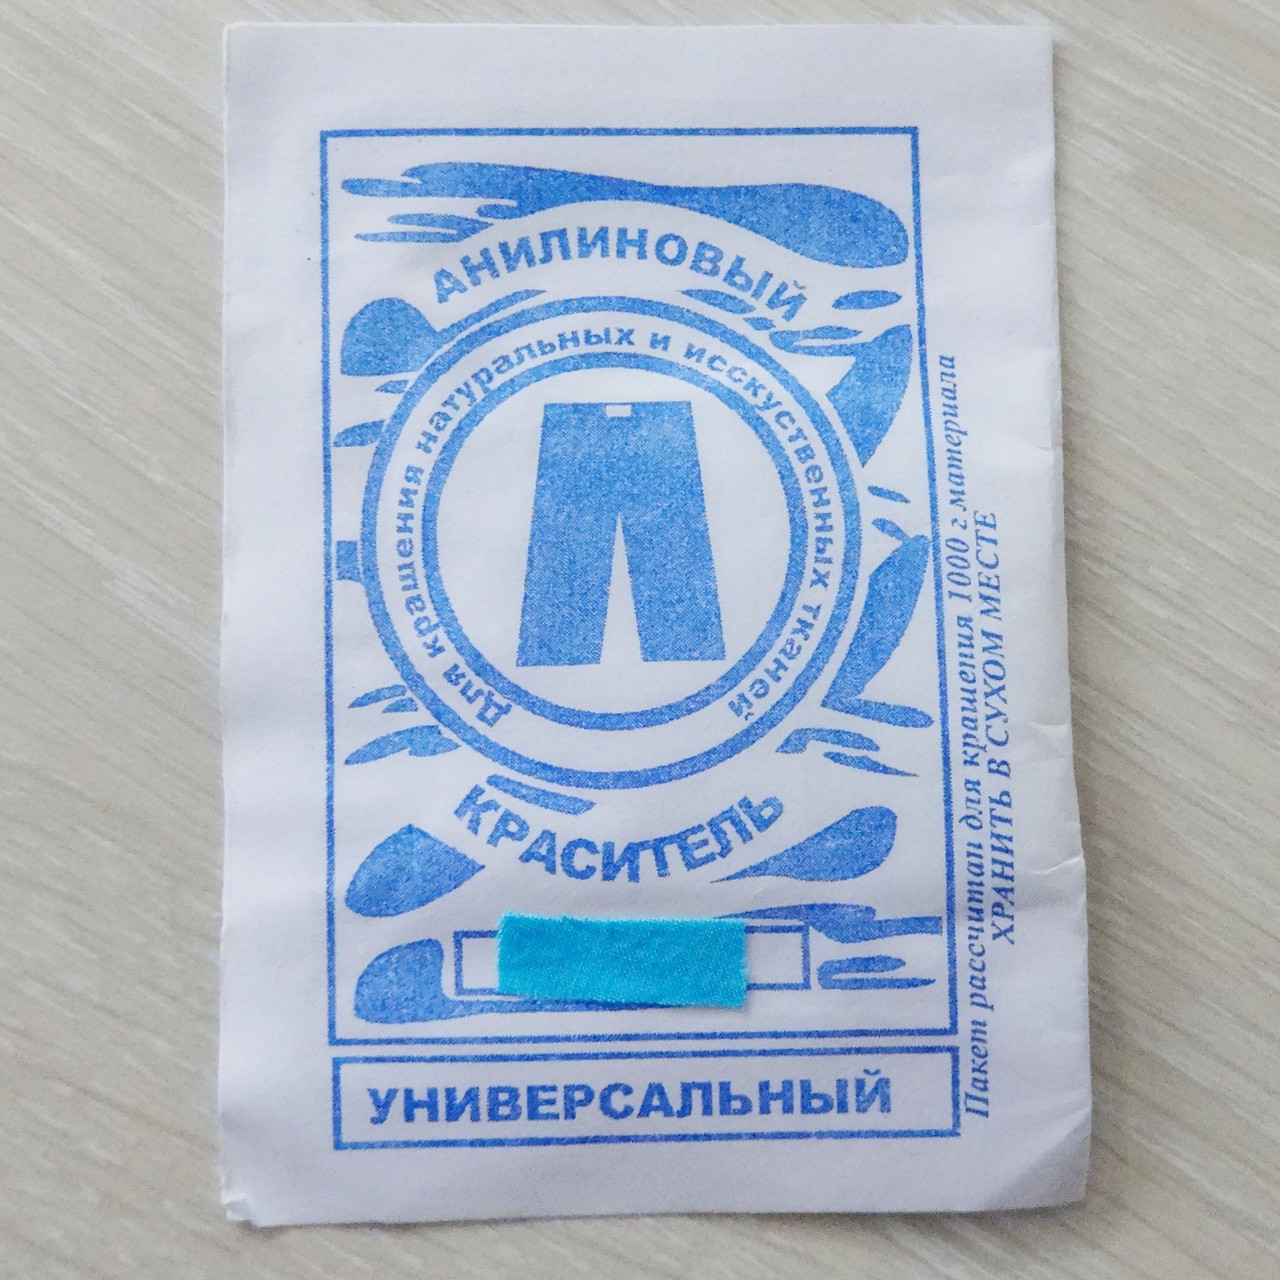 АНИЛИНОВЫЙ
Для крашения натуральных и исскуственных тканей
КРАСИТЕЛЬ
УНИВЕРСАЛЬНЫЙ
Пакет рассчитан для крашения 1000 г материала
ХРАНИТЬ В СУХОМ МЕСТЕ